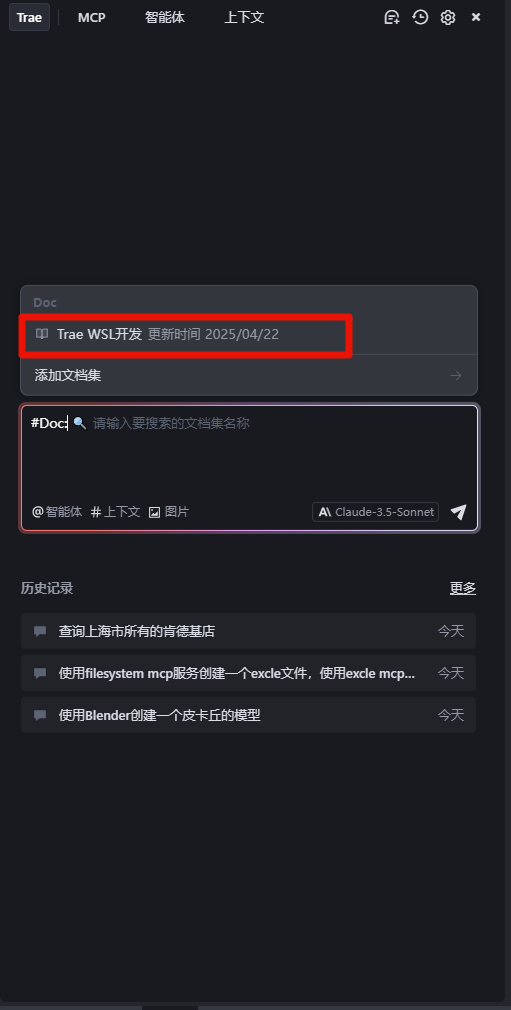 Trae MCP 智能体 上下文
Doc
Trae WSL开发 更新时间 2025/04/22
添加文档集
#Doc: 请输入要搜索的文档集名称
@智能体 #上下文 图片 A\ Claude-3.5-Sonnet
历史记录 更多
查询上海市所有的肯德基店 今天
使用filesystem mcp服务创建一个excle文件，使用excle mcp... 今天
使用Blender创建一个皮卡丘的模型 今天